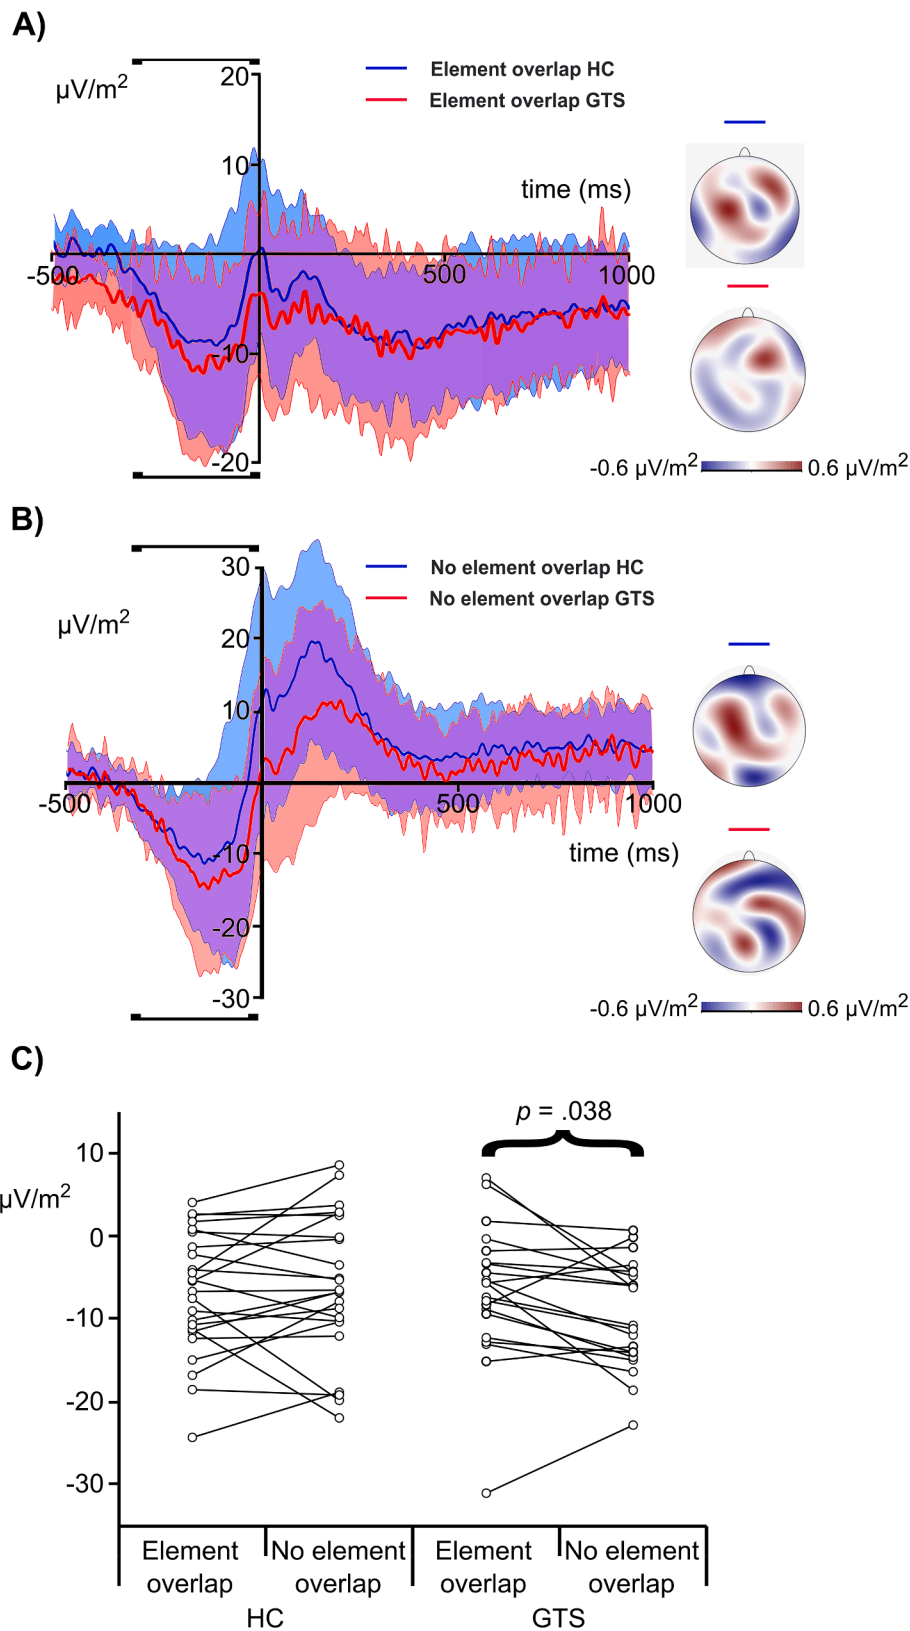 A)
µV/m2
20
10
-10
-20
Element overlap HC
Element overlap GTS
time (ms)
-500
500
1000
-0.6 µV/m2
0.6 µV/m2
B)
µV/m2
30
20
10
-10
-20
-30
No element overlap HC
No element overlap GTS
-500
500
1000
time (ms)
-0.6 µV/m2
0.6 µV/m2
C)
p = .038
µV/m2
10
0
-10
-20
-30
Element overlap
No element overlap
Element overlap
No element overlap
HC
GTS